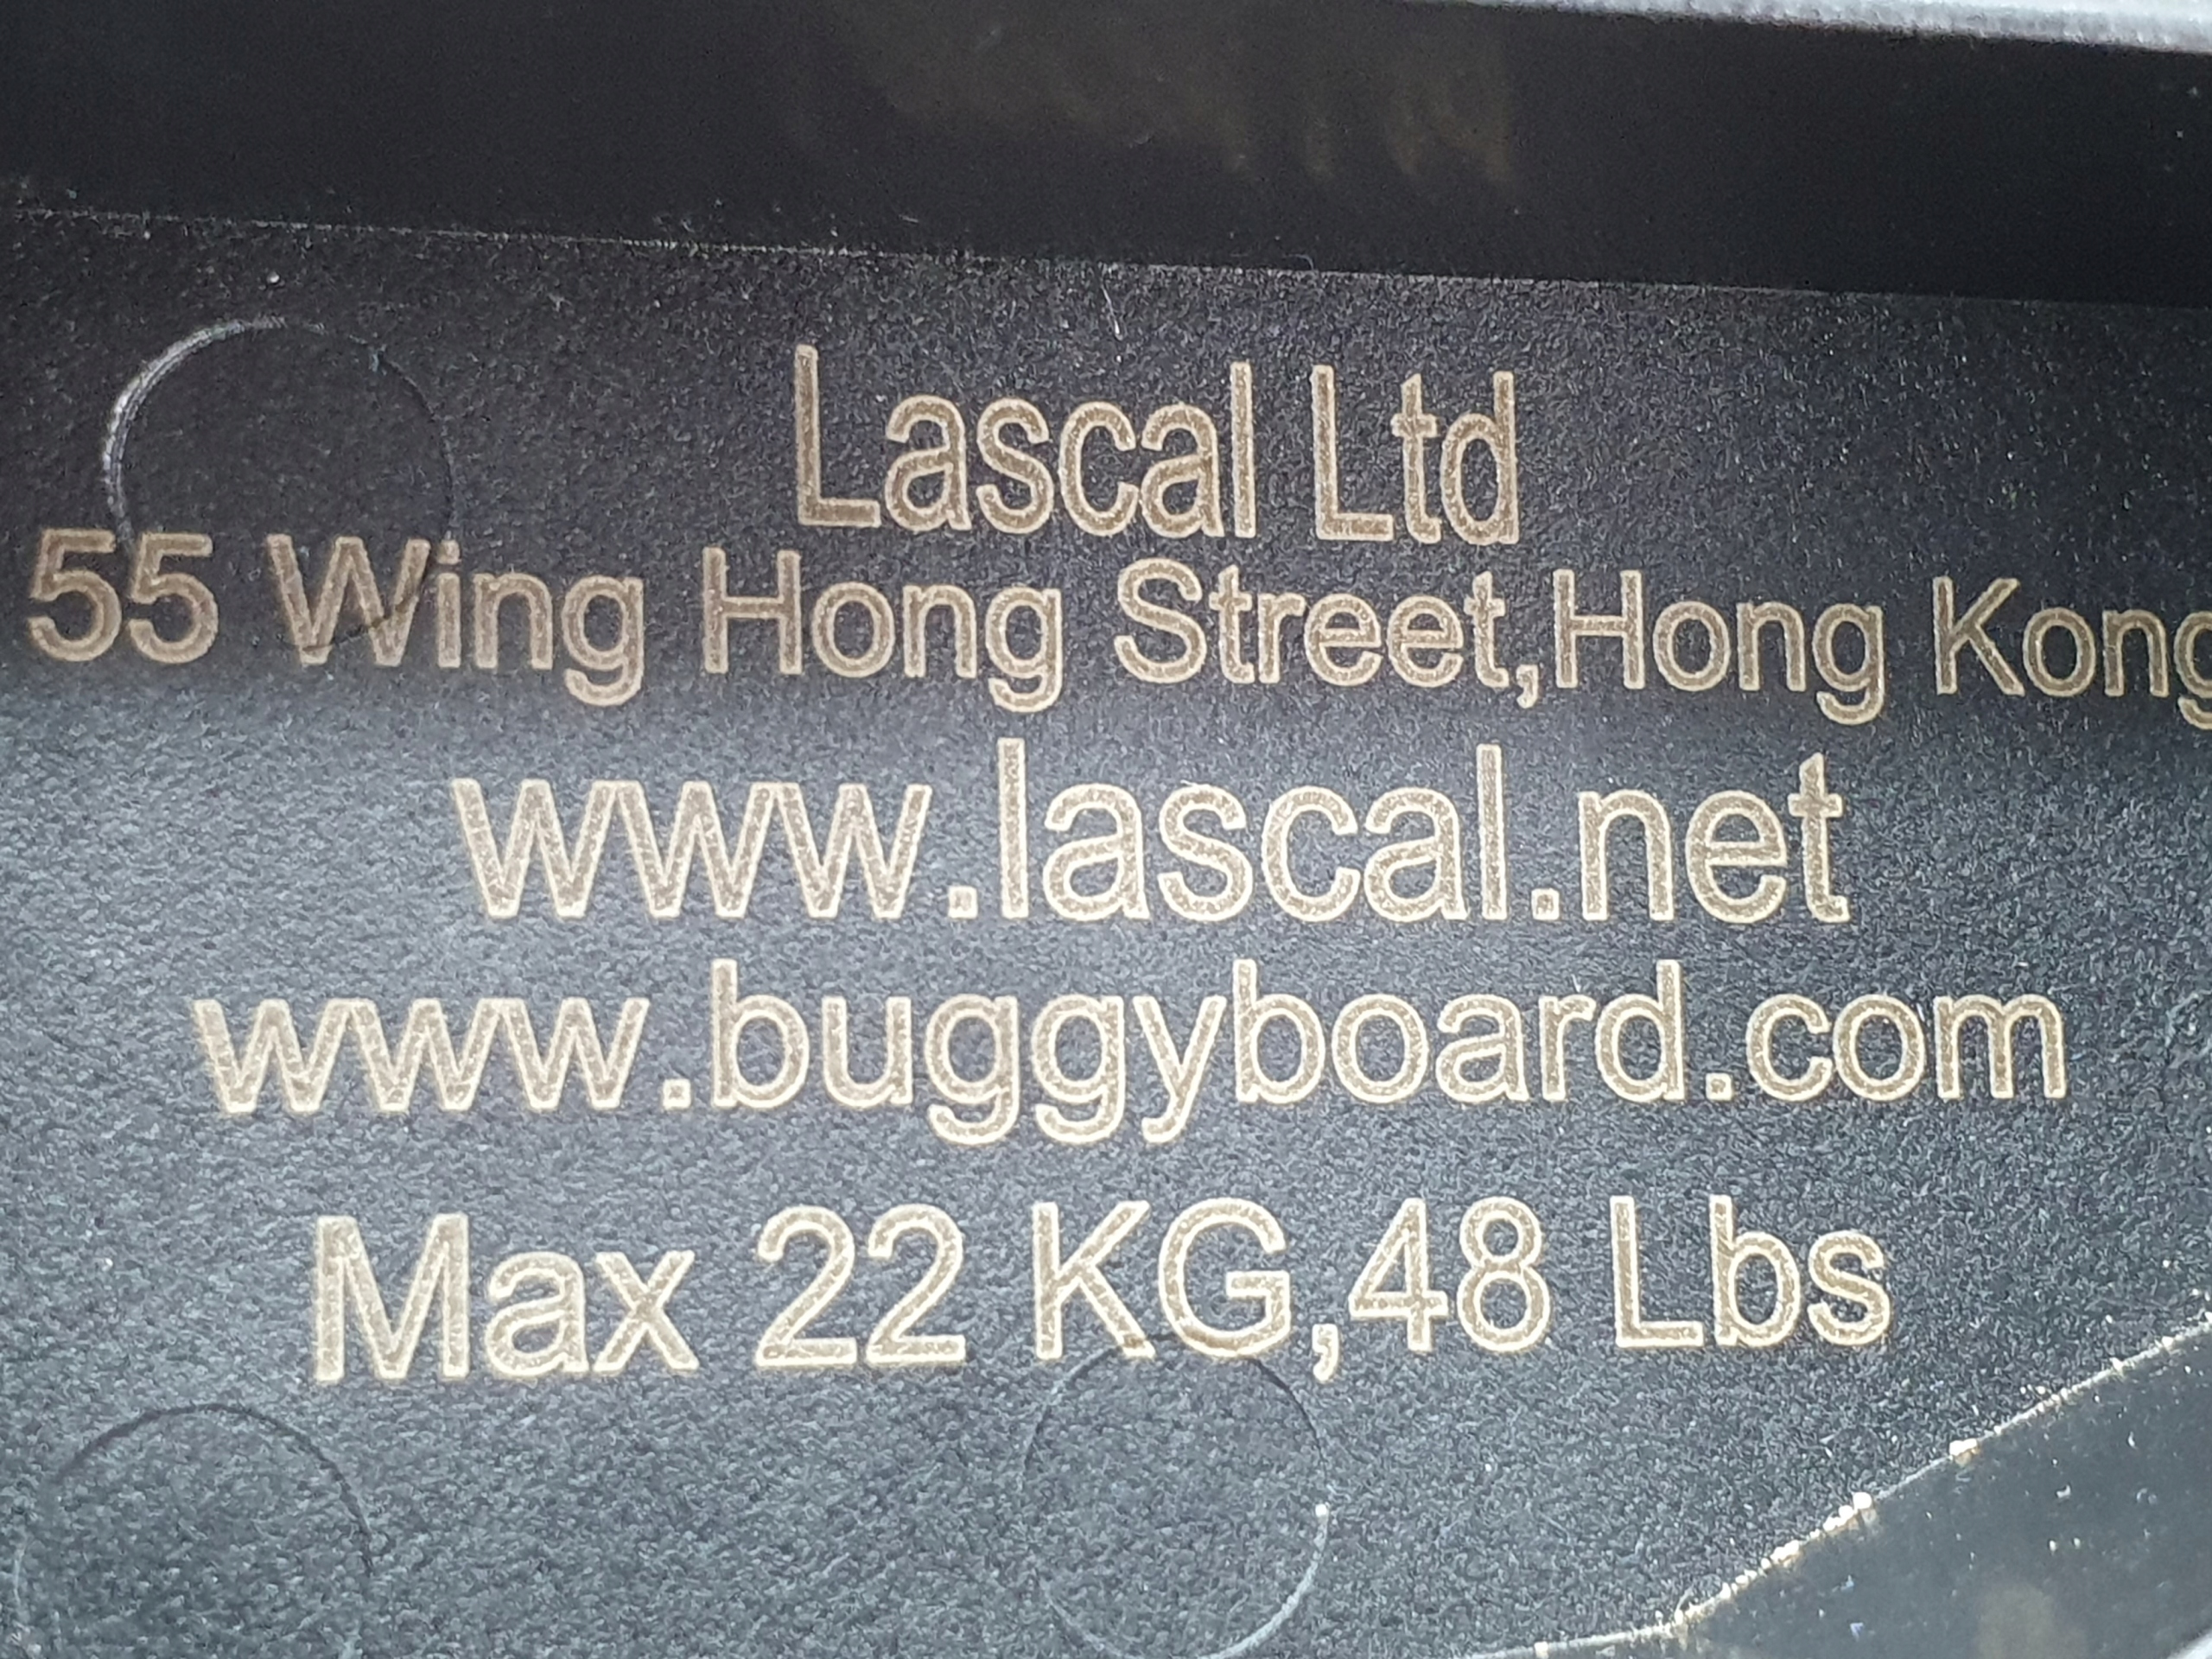 Lascal Ltd
55 Wing Hong Street,Hong Kong
www.lascal.net
www.buggyboard.com
Max 22 KG,48 Lbs